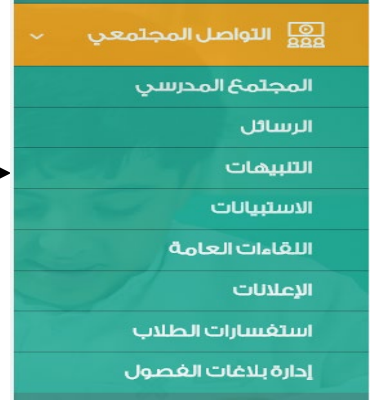 التواصل المجتمعي
المجتمع المدرسي
الرسائل
التنبيهات
الاستبيانات
اللقاءات العامة
الإعلانات
استفسارات الطلاب
إدارة بلاغات الفصول